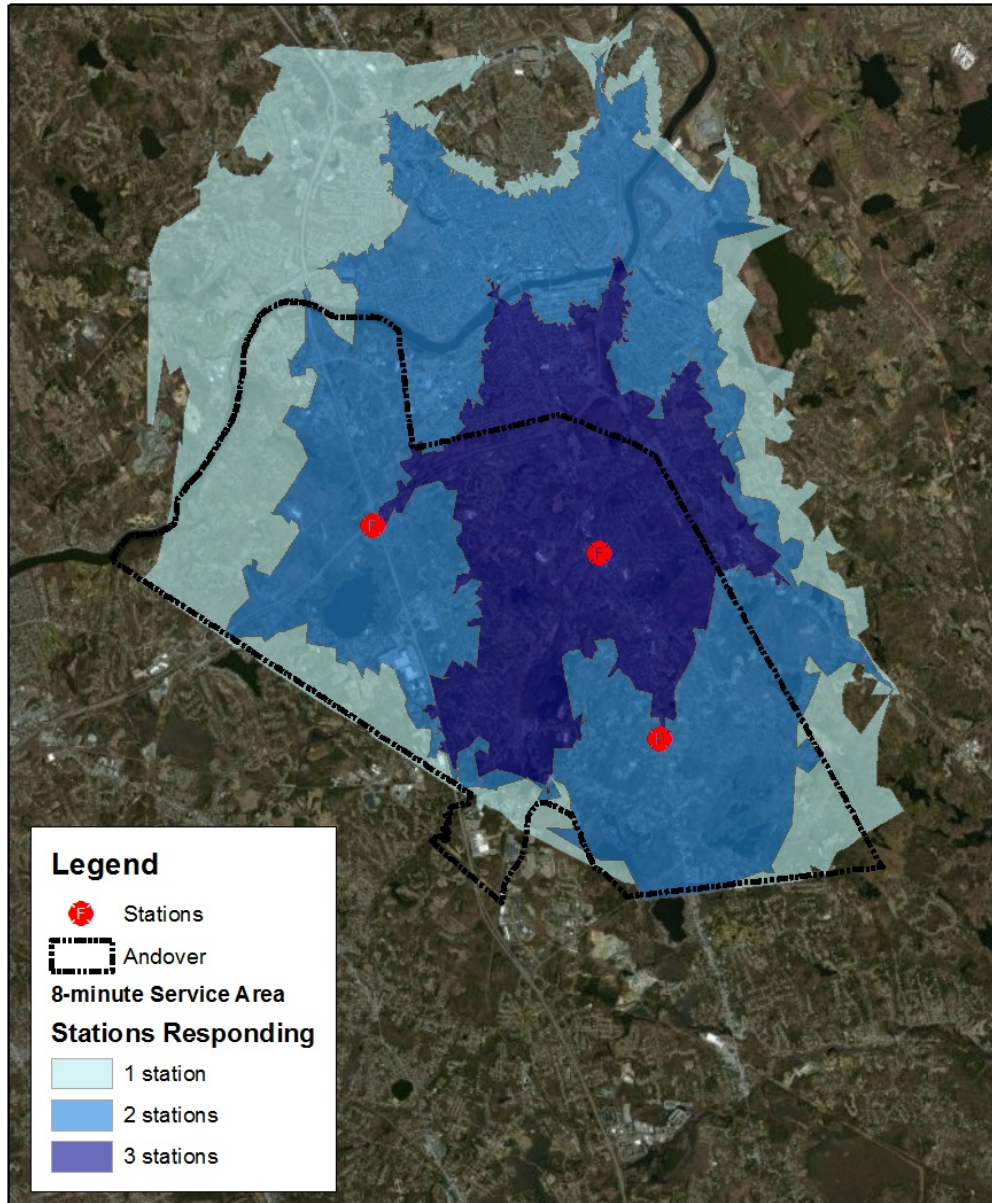 F
F
F
Legend
F Stations
Andover
8-minute Service Area
Stations Responding
1 station
2 stations
3 stations